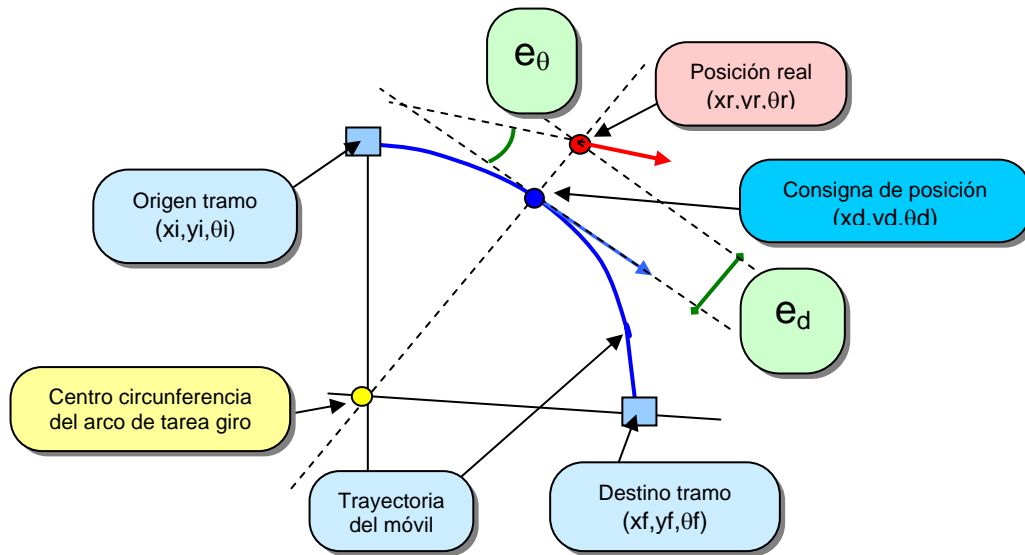 eθ
Posición real
(xr,yr,θr)
Origen tramo
(xi,yi,θi)
Consigna de posición
(xd,yd,θd)
ed
Centro circunferencia
del arco de tarea giro
Trayectoria
del móvil
Destino tramo
(xf,yf,θf)